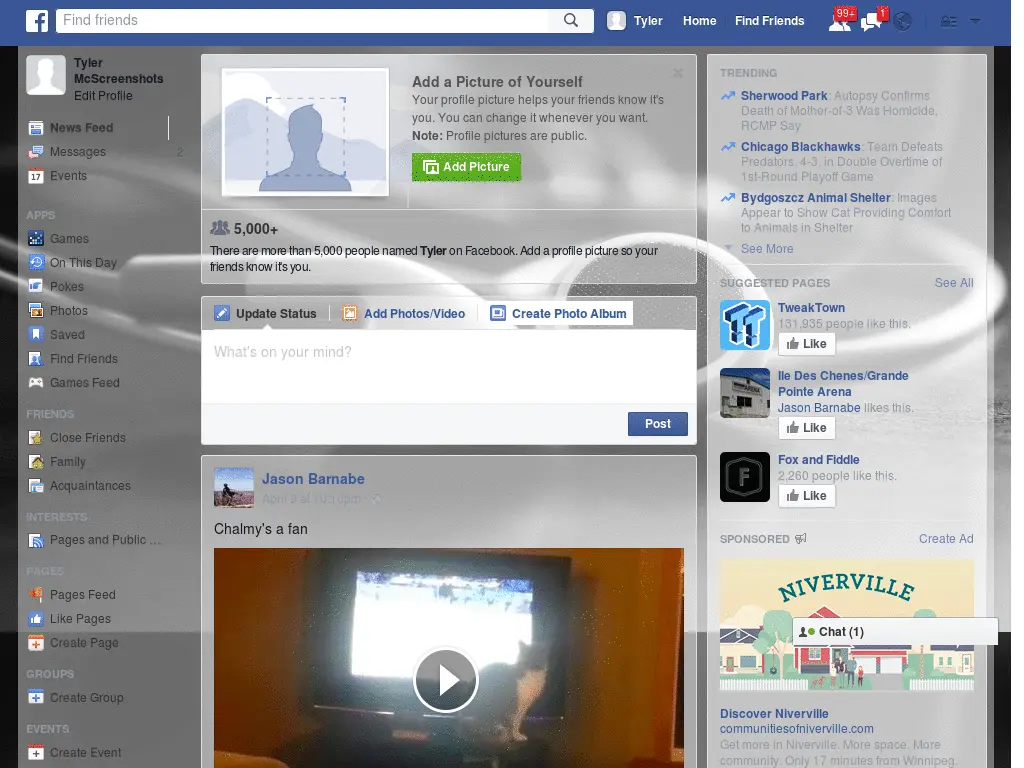 Find friends
Tyler
Home
Find Friends
99+
1
Tyler
McScreenshots
Edit Profile
News Feed
Messages
2
Events
APPS
Games
On This Day
Pokes
Photos
Saved
Find Friends
Games Feed
FRIENDS
Close Friends
Family
Acquaintances
INTERESTS
Pages and Public ...
PAGES
Pages Feed
Like Pages
Create Page
GROUPS
Create Group
EVENTS
Create Event
Add a Picture of Yourself
Your profile picture helps your friends know it's
you. You can change it whenever you want.
Note: Profile pictures are public.
Add Picture
5,000+
There are more than 5,000 people named Tyler on Facebook. Add a profile picture so your
friends know it's you.
Update Status
Add Photos/Video
Create Photo Album
What's on your mind?
Post
Jason Barnabe
Chalmy's a fan
TRENDING
Sherwood Park: Autopsy Confirms
Death of Mother-of-3 Was Homicide,
RCMP Say
Chicago Blackhawks: Team Defeats
Predators, 4-3, in Double Overtime of
1st-Round Playoff Game
Bydgoszcz Animal Shelter: Images
Appear to Show Cat Providing Comfort
to Animals in Shelter
See More
SUGGESTED PAGES
See All
TweakTown
131,935 people like this.
Like
Ile Des Chenes/Grande
Pointe Arena
Jason Barnabe likes this.
Like
Fox and Fiddle
2,260 people like this.
Like
SPONSORED
Create Ad
NIVERVILLE
Chat (1)
Discover Niverville
communitiesofniverville.com
Get more in Niverville. More space. More
community. Only 17 minutes from Winnipeg.